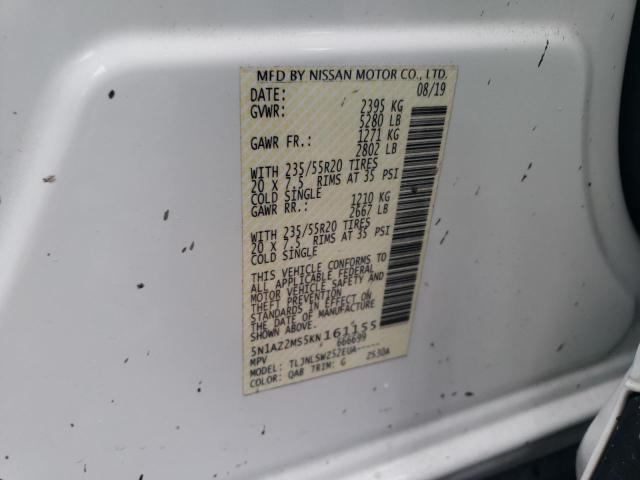 MFD BY NISSAN MOTOR CO., LTD.
DATE: 08/19
GVWR: 2395 KG
5280 LB
GAWR FR.: 1271 KG
2802 LB
WITH 235/55R20 TIRES
20 X 7.5 RIMS AT 35 PSI
COLD SINGLE
GAWR RR.: 1210 KG
2667 LB
WITH 235/55R20 TIRES
20 X 7.5 RIMS AT 35 PSI
COLD SINGLE
THIS VEHICLE CONFORMS TO
ALL APPLICABLE FEDERAL
MOTOR VEHICLE SAFETY AND
THEFT PREVENTION
STANDARDS IN EFFECT ON
THE DATE OF MANUFACTURE
SHOWN ABOVE.
5N1AZ2MS5KN161155
MPV 666699
MODEL: TLJNLSWZ52EUA-----
COLOR: QAB TRIM: G Z530A